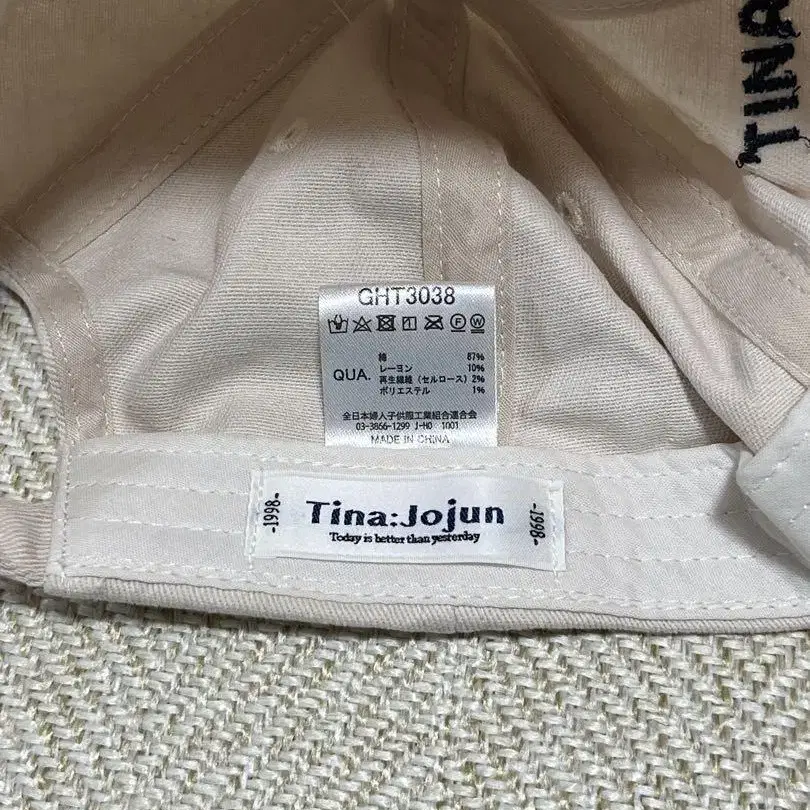 TINA
GHT3038
F W
QUA.
綿 87%
レーヨン 10%
再生繊維（セルロース） 2%
ポリエステル 1%
全日本婦人子供服工業組合連合会
03-3866-1299 J-HO 1001
MADE IN CHINA
-1998-
Tina:Jojun
Today is better than yesterday
-1998-